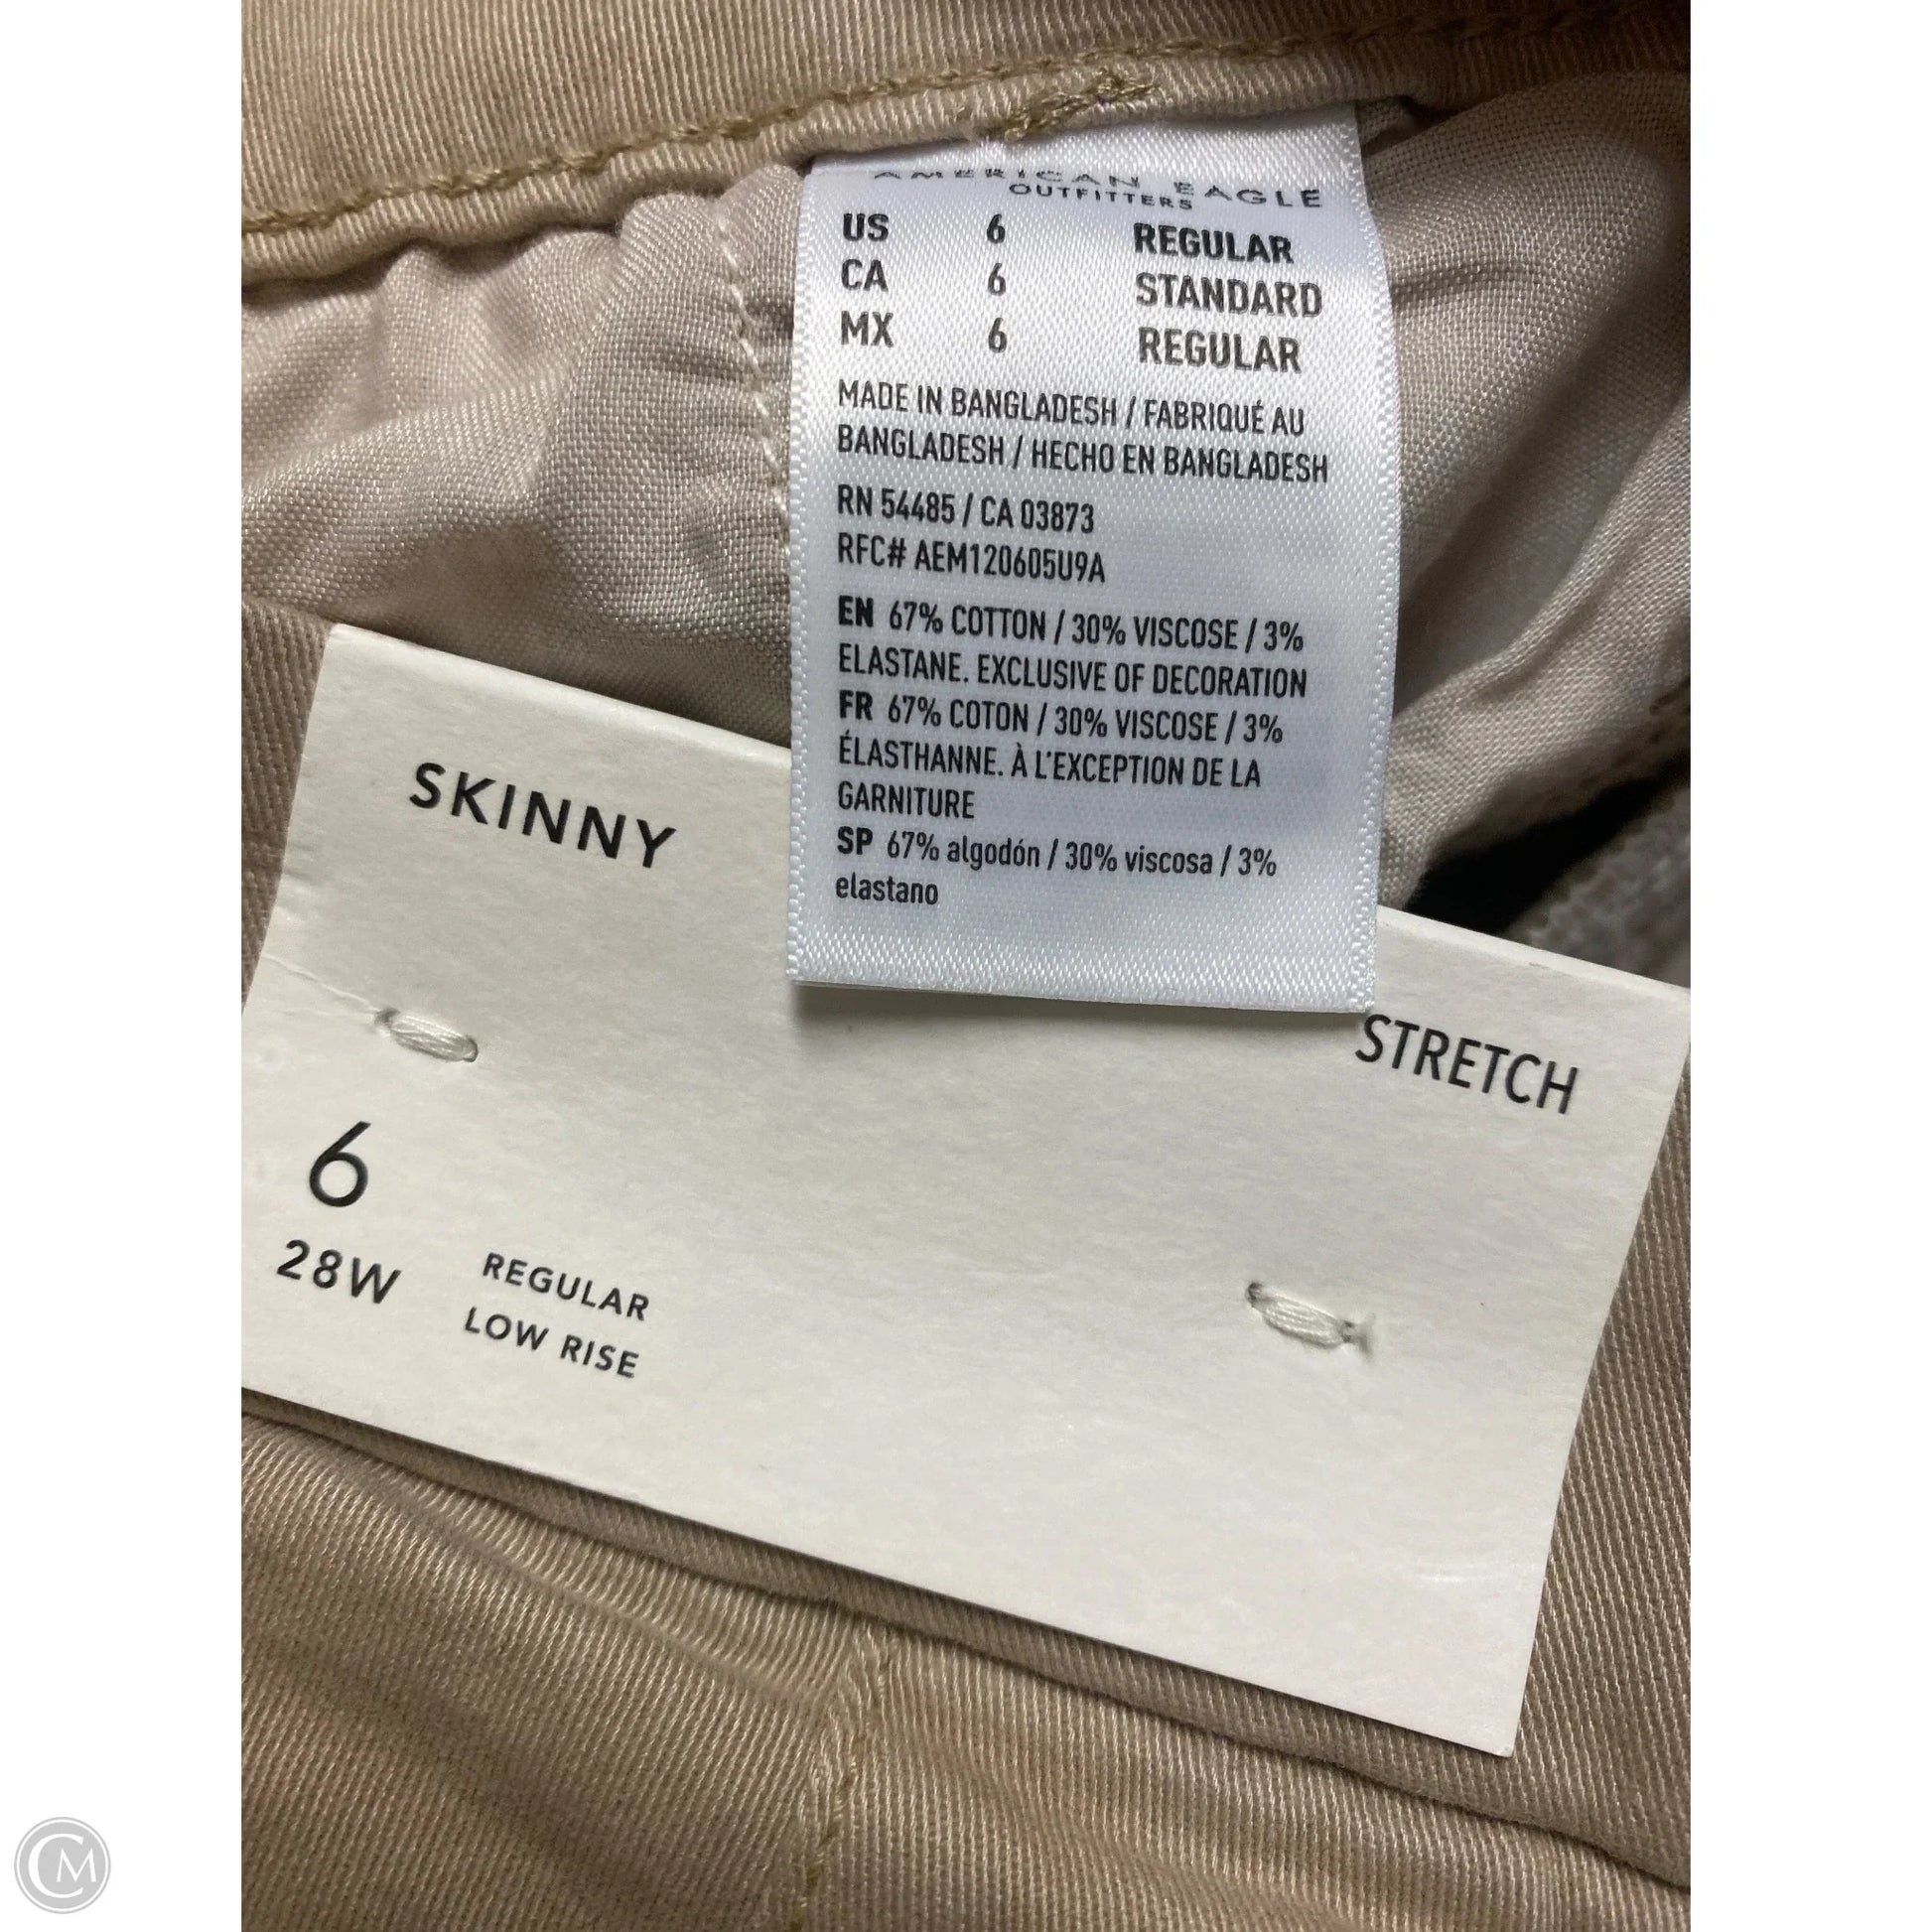 AMERICAN EAGLE
OUTFITTERS
US 6 REGULAR
CA 6 STANDARD
MX 6 REGULAR
MADE IN BANGLADESH / FABRIQUÉ AU
BANGLADESH / HECHO EN BANGLADESH
RN 54485 / CA 03873
RFC# AEM120605U9A
EN 67% COTTON / 30% VISCOSE / 3%
ELASTANE. EXCLUSIVE OF DECORATION
FR 67% COTON / 30% VISCOSE / 3%
ÉLASTHANNE. À L'EXCEPTION DE LA
GARNITURE
SP 67% algodón / 30% viscosa / 3%
elastano
SKINNY
STRETCH
6
28W
REGULAR
LOW RISE
CM